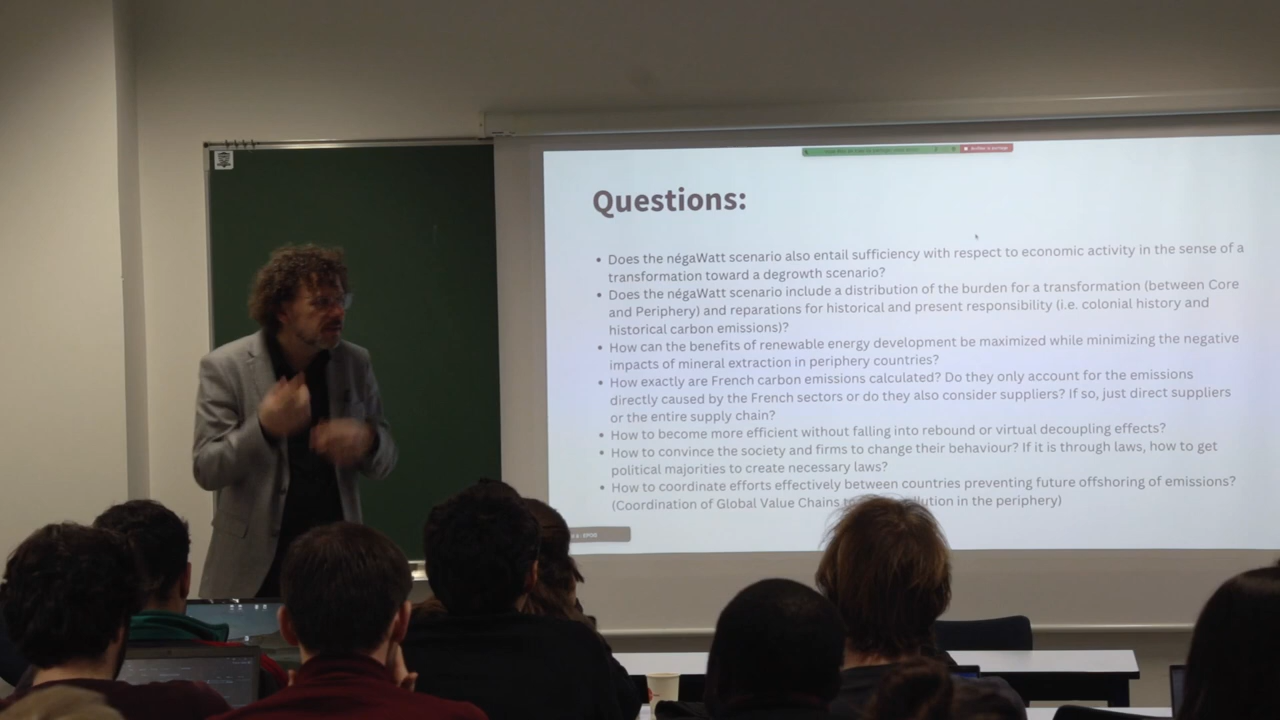 Questions:
• Does the négaWatt scenario also entail sufficiency with respect to economic activity in the sense of a
transformation toward a degrowth scenario?
• Does the négaWatt scenario include a distribution of the burden for a transformation (between Core
and Periphery) and reparations for historical and present responsibility (i.e. colonial history and
historical carbon emissions)?
• How can the benefits of renewable energy development be maximized while minimizing the negative
impacts of mineral extraction in periphery countries?
• How exactly are French carbon emissions calculated? Do they only account for the emissions
directly caused by the French sectors or do they also consider suppliers? If so, just direct suppliers
or the entire supply chain?
• How to become more efficient without falling into rebound or virtual decoupling effects?
• How to convince the society and firms to change their behaviour? If it is through laws, how to get
political majorities to create necessary laws?
• How to coordinate efforts effectively between countries preventing future offshoring of emissions?
(Coordination of Global Value Chains in the periphery)
EPOG